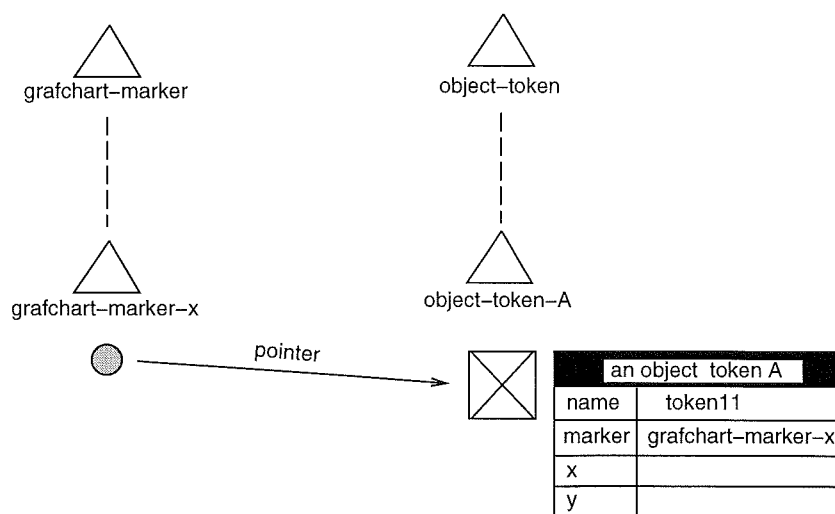 grafchart–marker
object–token
grafchart–marker–x
object–token–A
pointer
an object token A
name token11
marker grafchart–marker–x
x
y